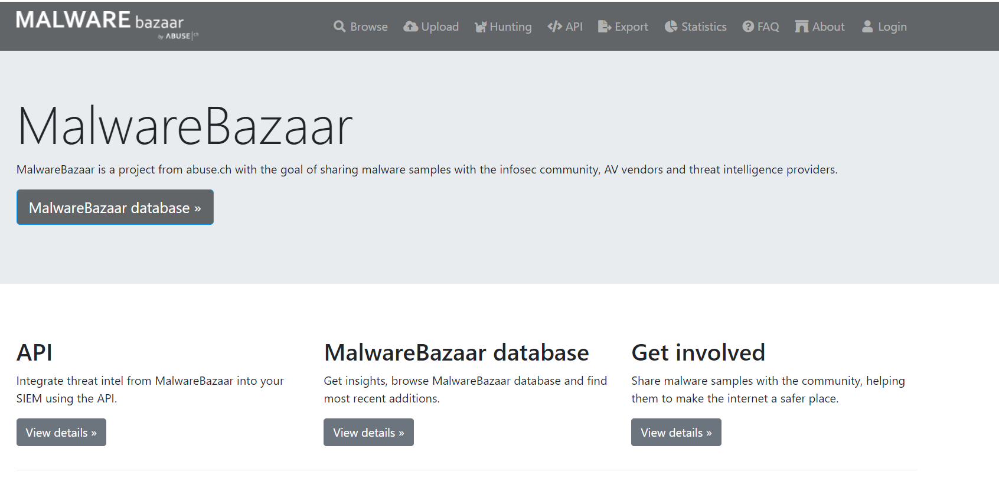 MALWARE bazaar
by ABUSE|ch
Browse Upload Hunting API Export Statistics FAQ About Login
MalwareBazaar
MalwareBazaar is a project from abuse.ch with the goal of sharing malware samples with the infosec community, AV vendors and threat intelligence providers.
MalwareBazaar database »
API
Integrate threat intel from MalwareBazaar into your
SIEM using the API.
View details »
MalwareBazaar database
Get insights, browse MalwareBazaar database and find
most recent additions.
View details »
Get involved
Share malware samples with the community, helping
them to make the internet a safer place.
View details »